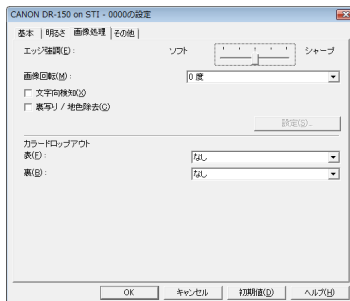 CANON DR-150 on STI - 0000の設定
基本 明るさ 画像処理 その他
エッジ強調(E): ソフト シャープ
画像回転(M): 0 度
文字向検知(X)
裏写り / 地色除去(C)
設定(S)...
カラードロップアウト
表(F): なし
裏(B): なし
OK キャンセル 初期値(D) ヘルプ(H)